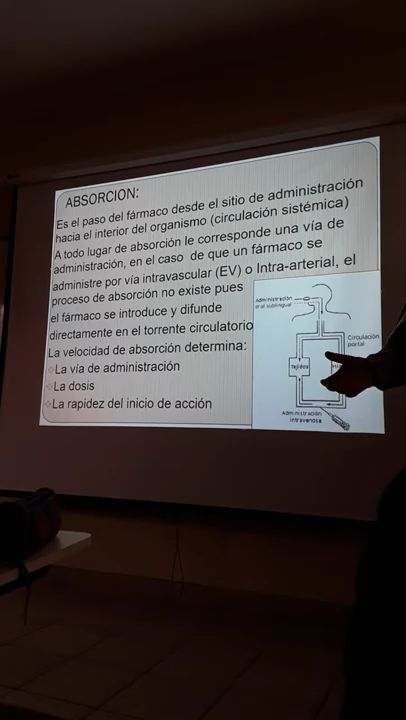 ABSORCION:
Es el paso del fármaco desde el sitio de administración
hacia el interior del organismo (circulación sistémica)
A todo lugar de absorción le corresponde una vía de
administración, en el caso de que un fármaco se
administre por vía intravascular (EV) o Intra-arterial, el
proceso de absorción no existe pues
el fármaco se introduce y difunde
directamente en el torrente circulatorio
La velocidad de absorción determina:
La vía de administración
La dosis
La rapidez del inicio de acción
administración
oral sublingual
Circulación
portal
Tejidos
Administración
intravenosa